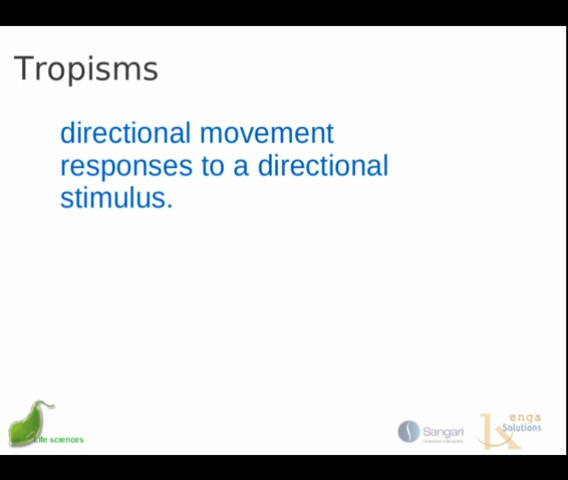 Tropisms
directional movement
responses to a directional
stimulus.
Life sciences
Sangari
enga
Solutions